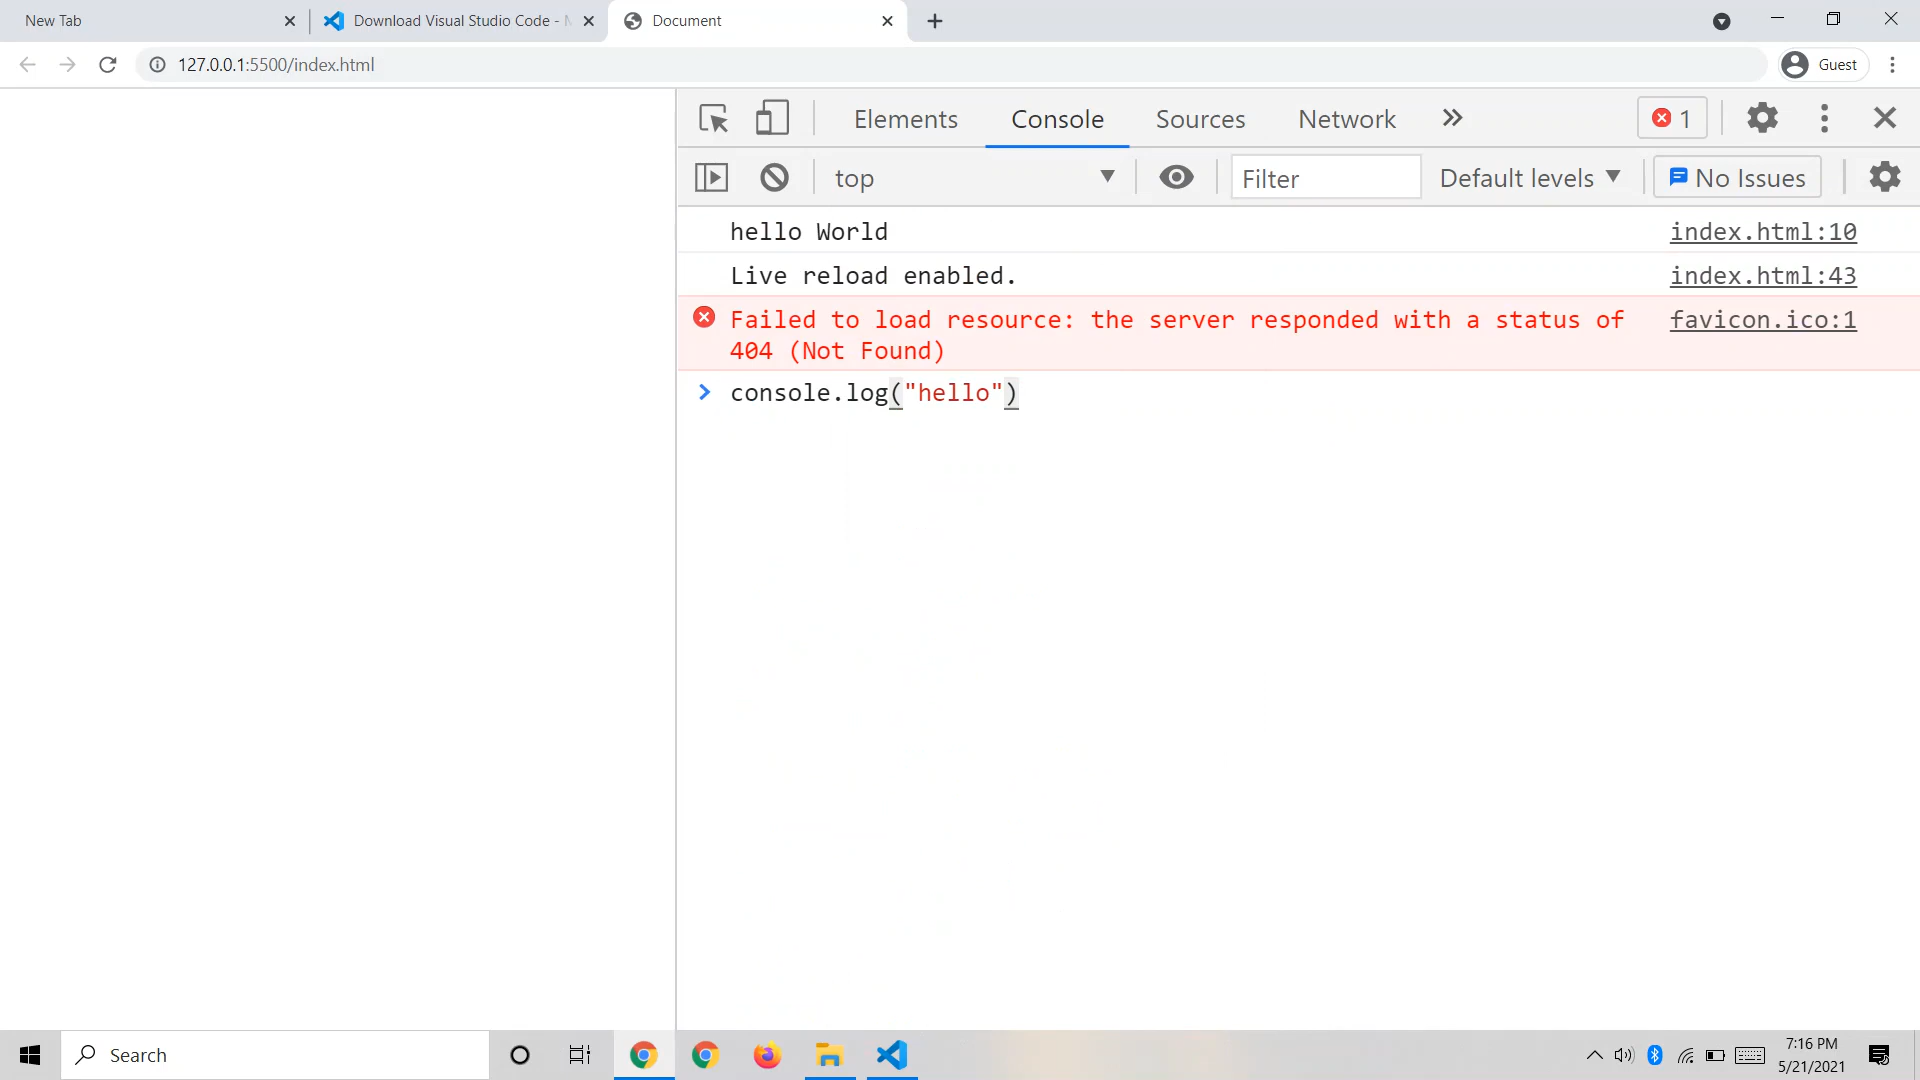 New Tab
Download Visual Studio Code -
Document
127.0.0.1:5500/index.html
Guest
Elements Console Sources Network
1
top
Filter
Default levels
No Issues
hello World index.html:10
Live reload enabled. index.html:43
Failed to load resource: the server responded with a status of favicon.ico:1
404 (Not Found)
console.log("hello")
Search
7:16 PM
5/21/2021